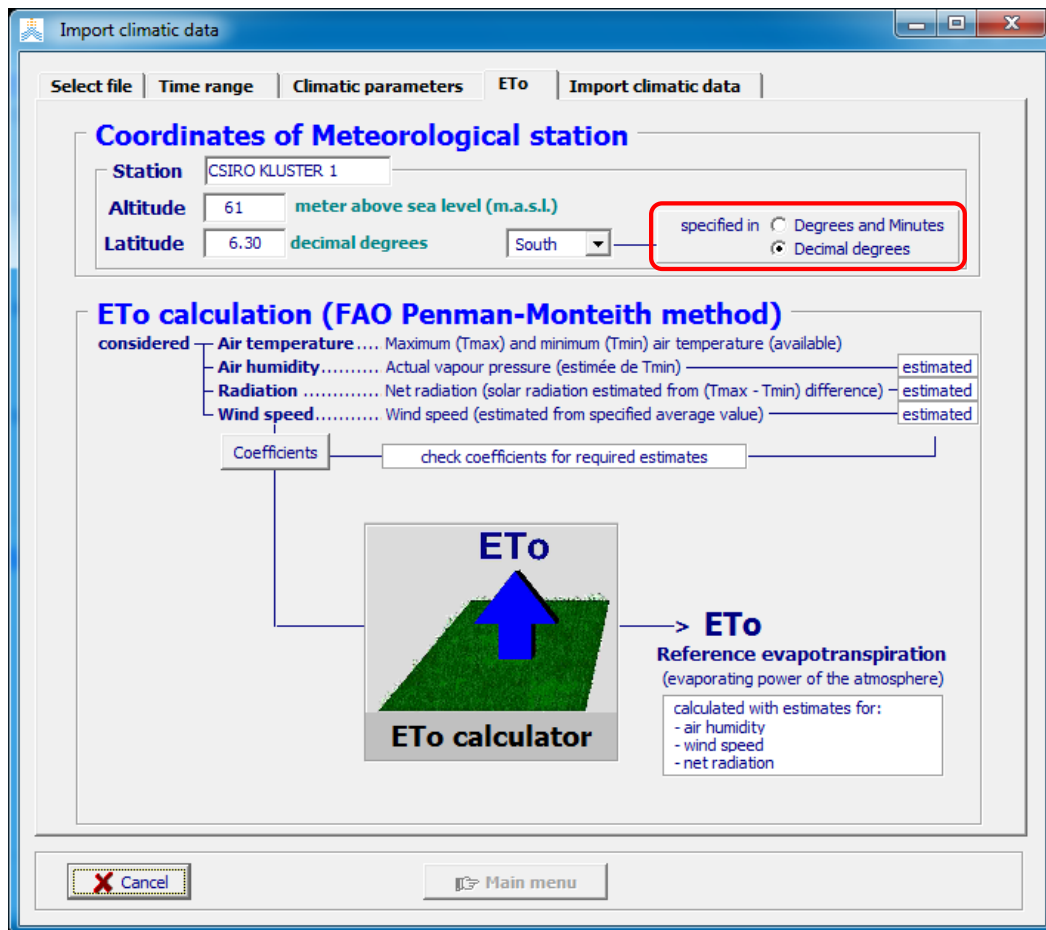 Import climatic data
Select file Time range Climatic parameters ETo Import climatic data
Coordinates of Meteorological station
Station CSIRO KLUSTER 1
Altitude 61 meter above sea level (m.a.s.l.)
Latitude 6.30 decimal degrees South
specified in Degrees and Minutes
Decimal degrees
ETo calculation (FAO Penman-Monteith method)
considered Air temperature .... Maximum (Tmax) and minimum (Tmin) air temperature (available)
Air humidity.......... Actual vapour pressure (estimée de Tmin) estimated
Radiation ............. Net radiation (solar radiation estimated from (Tmax - Tmin) difference) estimated
Wind speed........... Wind speed (estimated from specified average value) estimated
Coefficients check coefficients for required estimates
ETo
ETo calculator
> ETo
Reference evapotranspiration
(evaporating power of the atmosphere)
calculated with estimates for:
- air humidity
- wind speed
- net radiation
Cancel Main menu